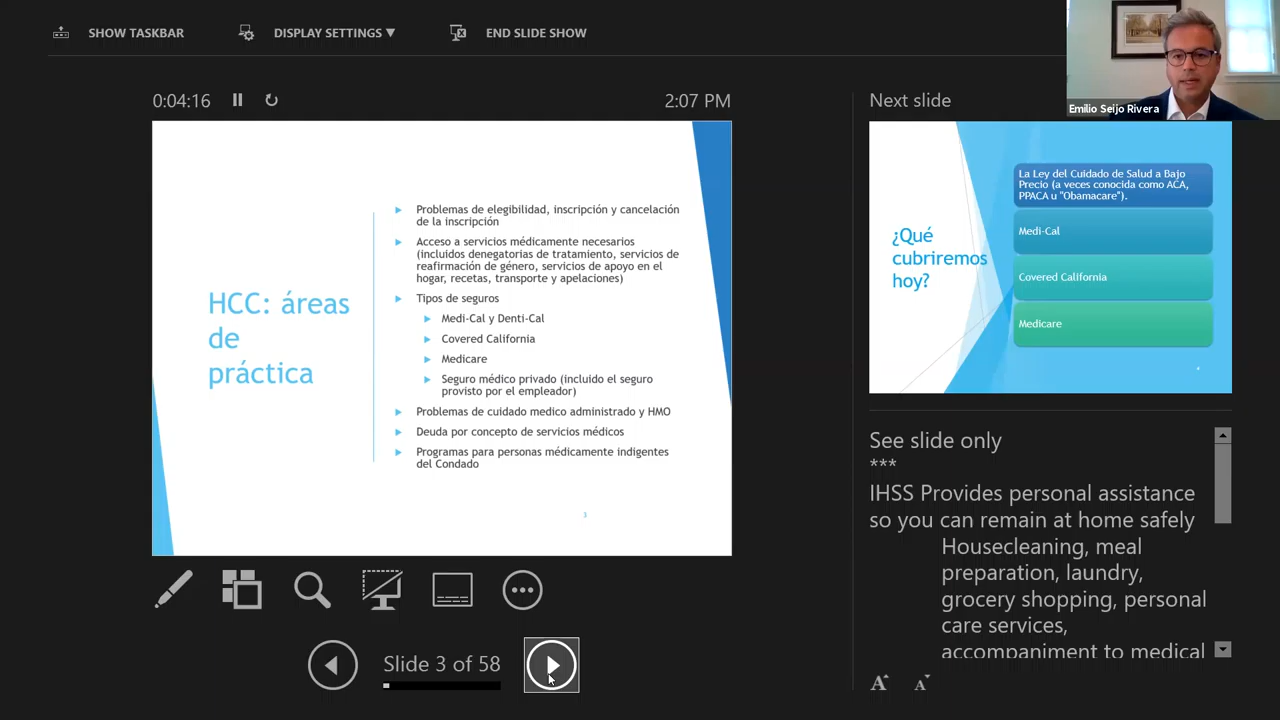 SHOW TASKBAR
DISPLAY SETTINGS ▼
END SLIDE SHOW
Emilio Seijo Rivera
0:04:16
2:07 PM
HCC: áreas
de
práctica
Problemas de elegibilidad, inscripción y cancelación
de la inscripción
Acceso a servicios médicamente necesarios
(incluidos denegatorias de tratamiento, servicios de
reafirmación de género, servicios de apoyo en el
hogar, recetas, transporte y apelaciones)
Tipos de seguros
Medi-Cal y Denti-Cal
Covered California
Medicare
Seguro médico privado (incluido el seguro
provisto por el empleador)
Problemas de cuidado medico administrado y HMO
Deuda por concepto de servicios médicos
Programas para personas médicamente indigentes
del Condado
3
Slide 3 of 58
Next slide
¿Qué
cubriremos
hoy?
La Ley del Cuidado de Salud a Bajo
Precio (a veces conocida como ACA,
PPACA u "Obamacare").
Medi-Cal
Covered California
Medicare
4
See slide only
***
IHSS Provides personal assistance
so you can remain at home safely
Housecleaning, meal
preparation, laundry,
grocery shopping, personal
care services,
accompaniment to medical
A A